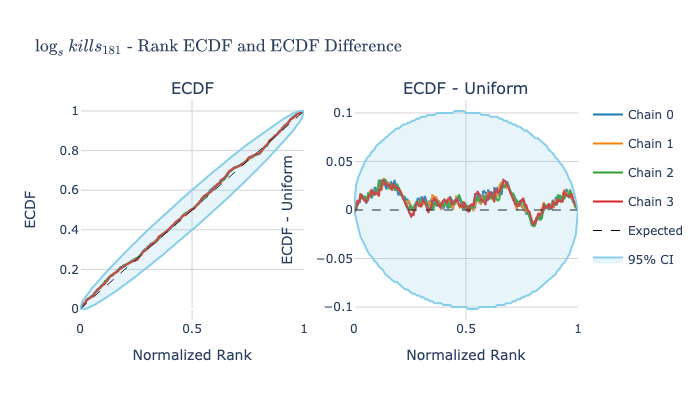 log_s kills_181 - Rank ECDF and ECDF Difference
ECDF
ECDF
1
0.8
0.6
0.4
0.2
0
0
0.5
1
Normalized Rank
ECDF - Uniform
ECDF - Uniform
0.1
0.05
0
−0.05
−0.1
0
0.5
1
Normalized Rank
Chain 0
Chain 1
Chain 2
Chain 3
Expected
95% CI